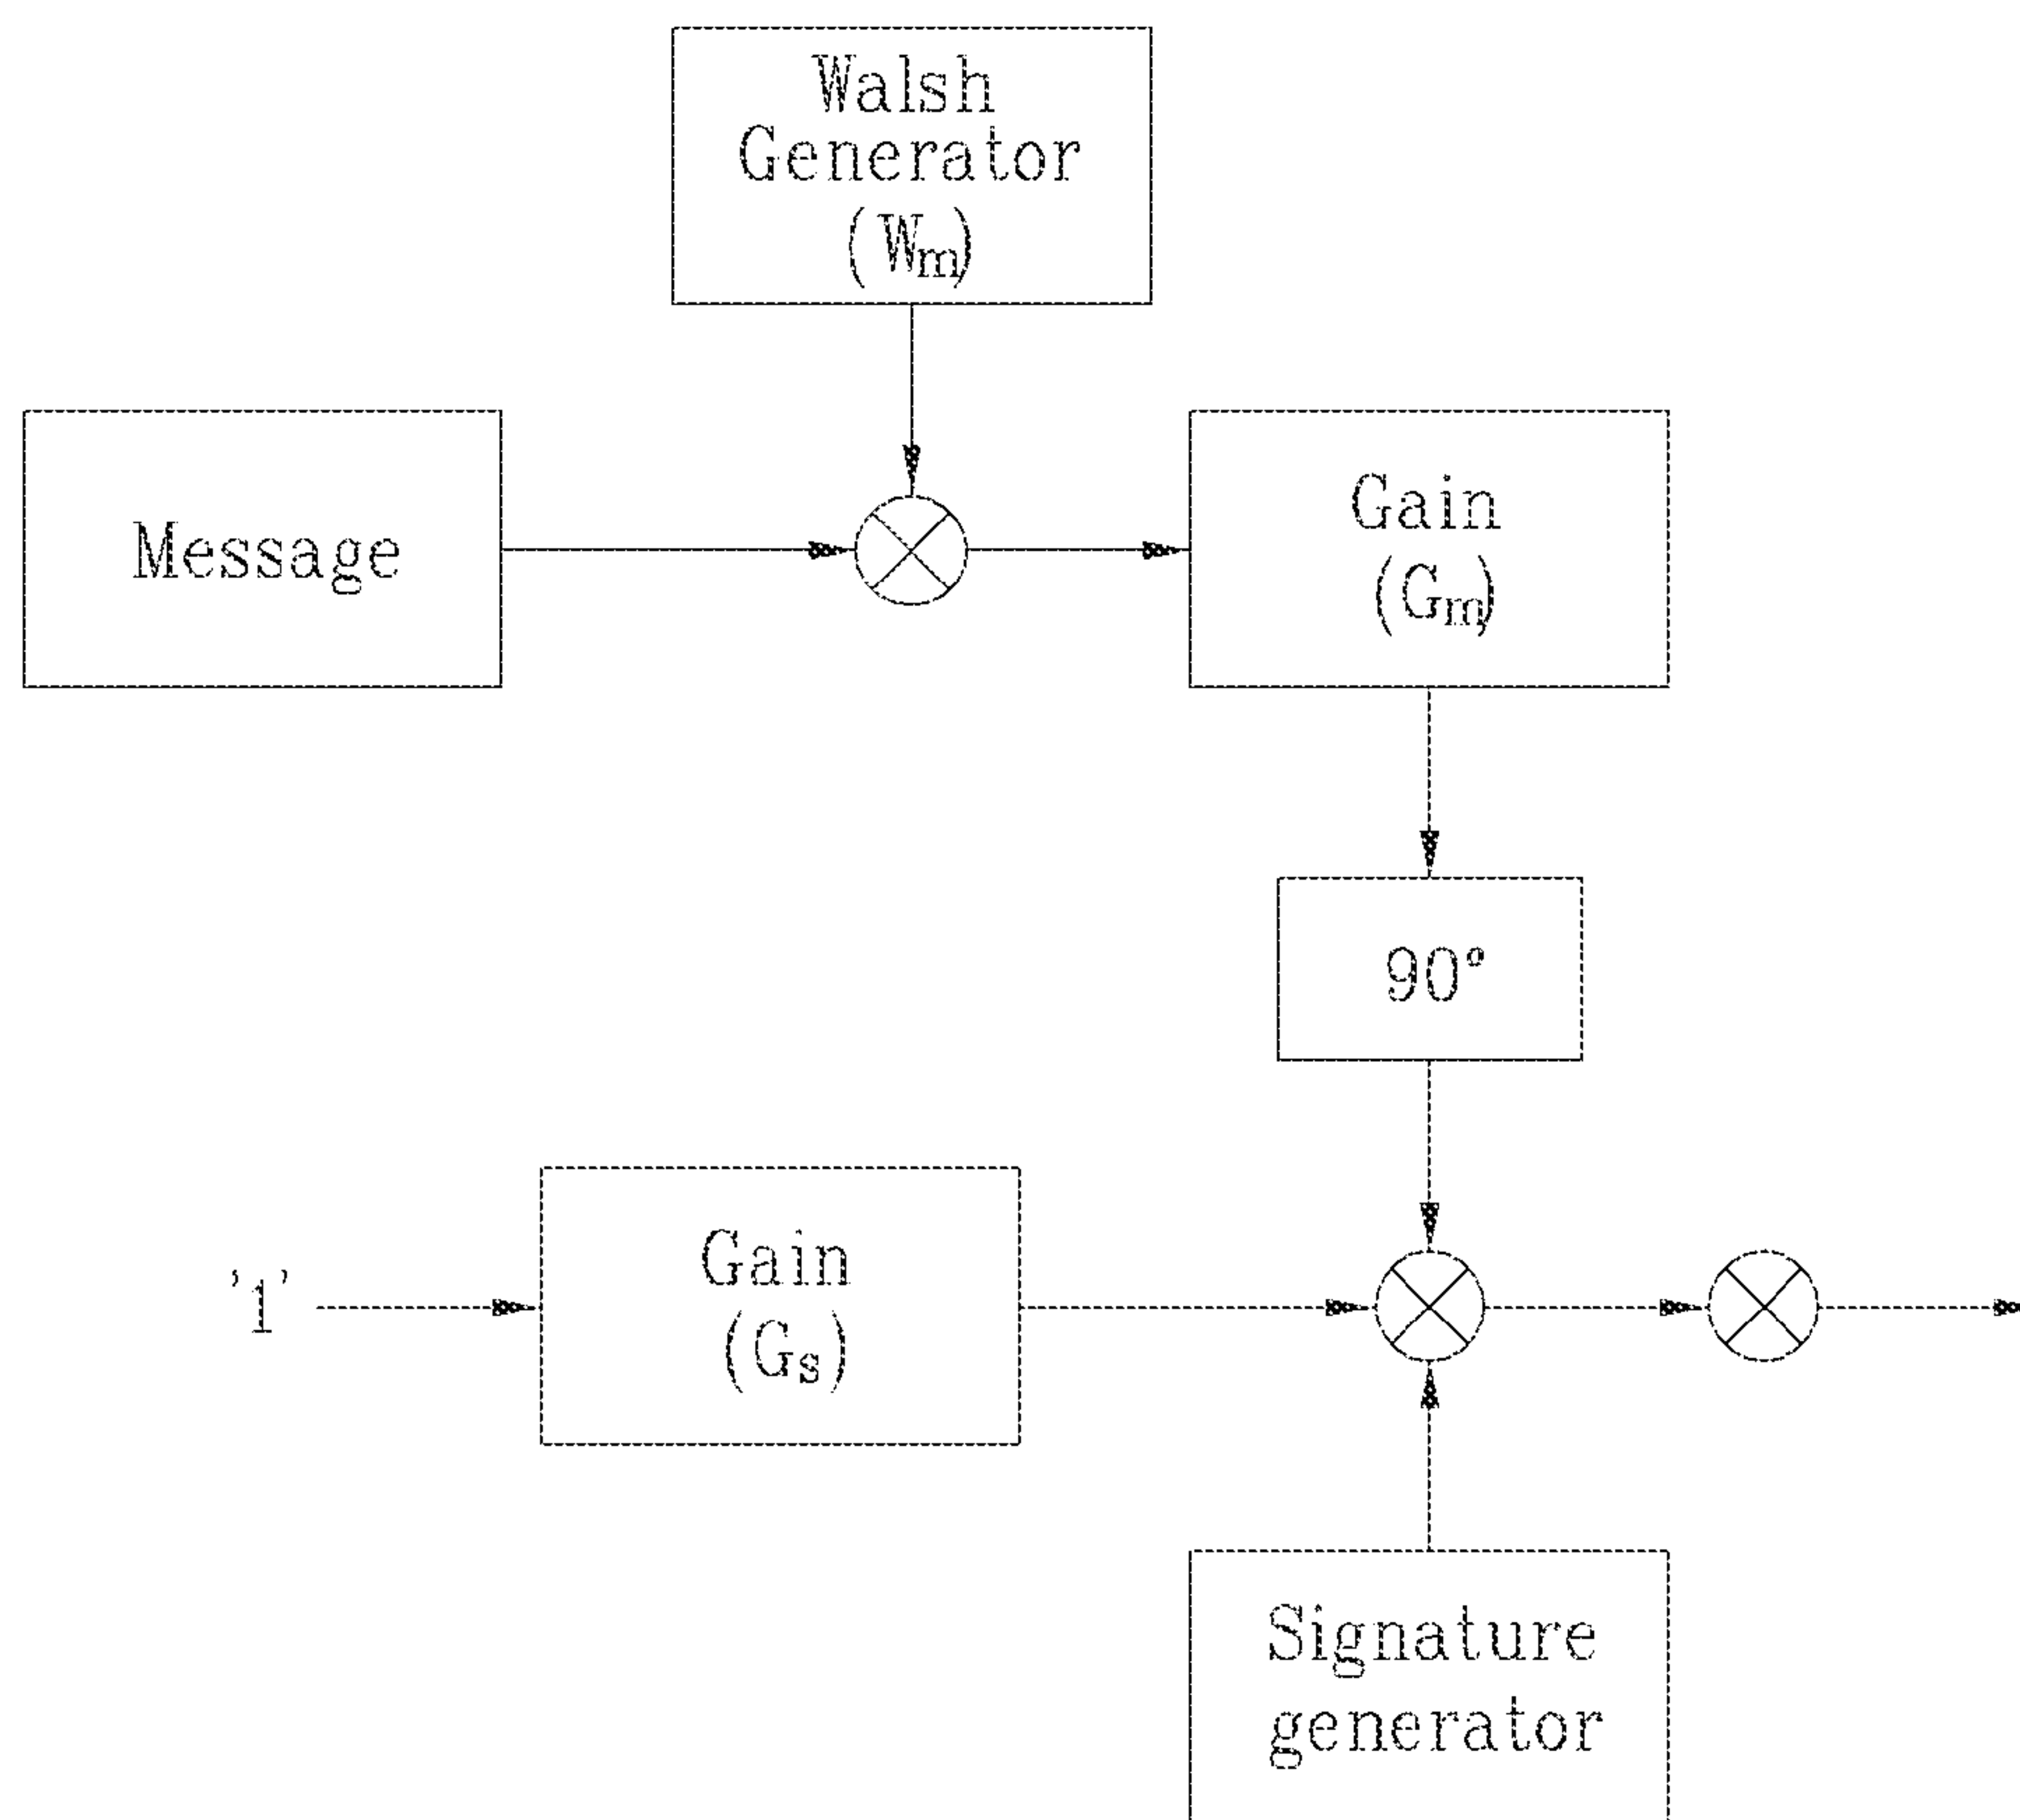 Walsh
Generator
(Wm)
Message
Gain
(Gm)
90°
'1'
Gain
(Gs)
Signature
generator